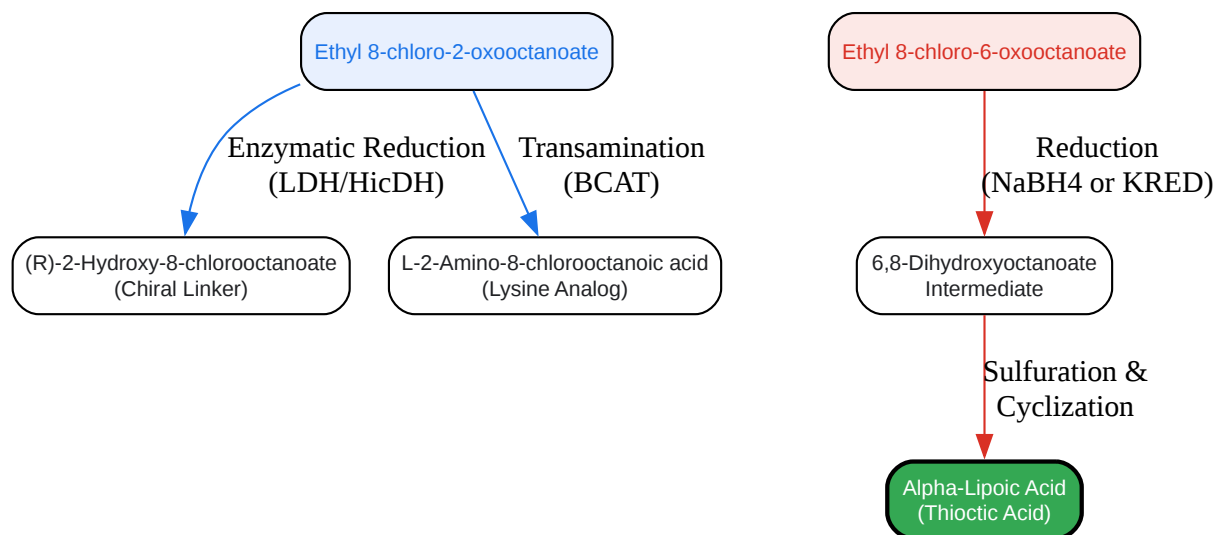 Ethyl 8-chloro-2-oxooctanoate
Ethyl 8-chloro-6-oxooctanoate
Enzymatic Reduction
(LDH/HicDH)
Transamination
(BCAT)
Reduction
(NaBH4 or KRED)
(R)-2-Hydroxy-8-chlorooctanoate
(Chiral Linker)
L-2-Amino-8-chlorooctanoic acid
(Lysine Analog)
6,8-Dihydroxyoctanoate
Intermediate
Sulfuration &
Cyclization
Alpha-Lipoic Acid
(Thioctic Acid)